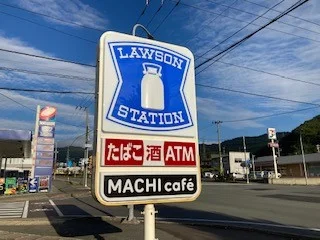 LAWSON
STATION
たばこ 酒 ATM
MACHI café